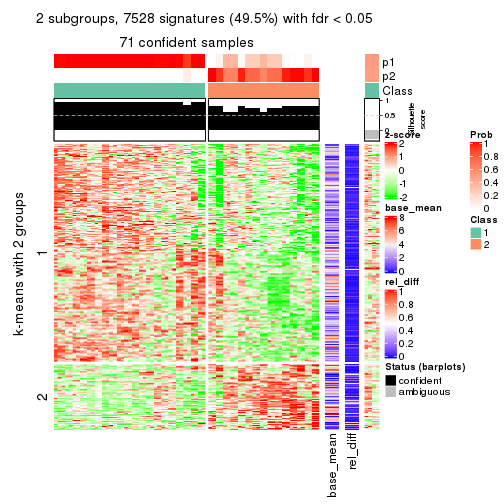 2 subgroups, 7528 signatures (49.5%) with fdr < 0.05
71 confident samples
p1
p2
Class
1
0.5
0
Silhouette
score
k-means with 2 groups
1
2
base_mean
rel_diff
z-score
2
1
0
-1
-2
base_mean
8
6
4
2
0
rel_diff
1
0.8
0.6
0.4
0.2
0
Status (barplots)
confident
ambiguous
Prob
1
0.8
0.6
0.4
0.2
0
Class
1
2